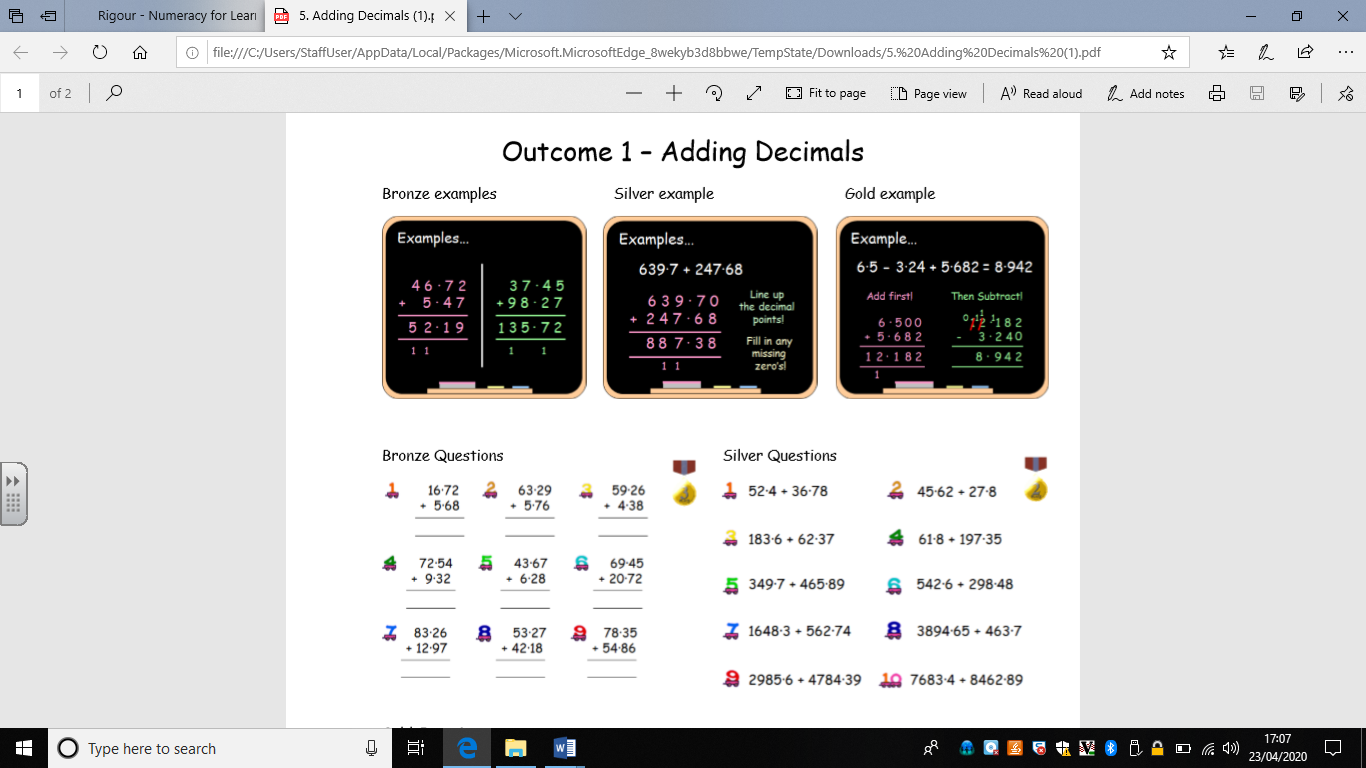 Rigour - Numeracy for Learn
5. Adding Decimals (1).p
file:///C:/Users/StaffUser/AppData/Local/Packages/Microsoft.MicrosoftEdge_8wekyb3d8bbwe/TempState/Downloads/5.%20Adding%20Decimals%20(1).pdf
1 of 2
Fit to page
Page view
Read aloud
Add notes
Outcome 1 – Adding Decimals
Bronze examples
Silver example
Gold example
Examples...
46·72
+ 5·47
52·19
1 1
37·45
+98·27
135·72
1 1
Examples...
639·7 + 247·68
639·70
+ 247·68
887·38
1 1
Line up
the decimal
points!
Fill in any
missing
zero's!
Example...
6·5 – 3·24 + 5·682 = 8·942
Add first!
6·500
+ 5·682
12·182
1
Then Subtract!
0 11 1
12·182
- 3·240
8·942
Bronze Questions
1 16·72
+ 5·68
2 63·29
+ 5·76
3 59·26
+ 4·38
4 72·54
+ 9·32
5 43·67
+ 6·28
6 69·45
+ 20·72
7 83·26
+ 12·97
8 53·27
+ 42·18
9 78·35
+ 54·86
Silver Questions
1 52·4 + 36·78
2 45·62 + 27·8
3 183·6 + 62·37
4 61·8 + 197·35
5 349·7 + 465·89
6 542·6 + 298·48
7 1648·3 + 562·74
8 3894·65 + 463·7
9 2985·6 + 4784·39
10 7683·4 + 8462·89
Type here to search
17:07
23/04/2020